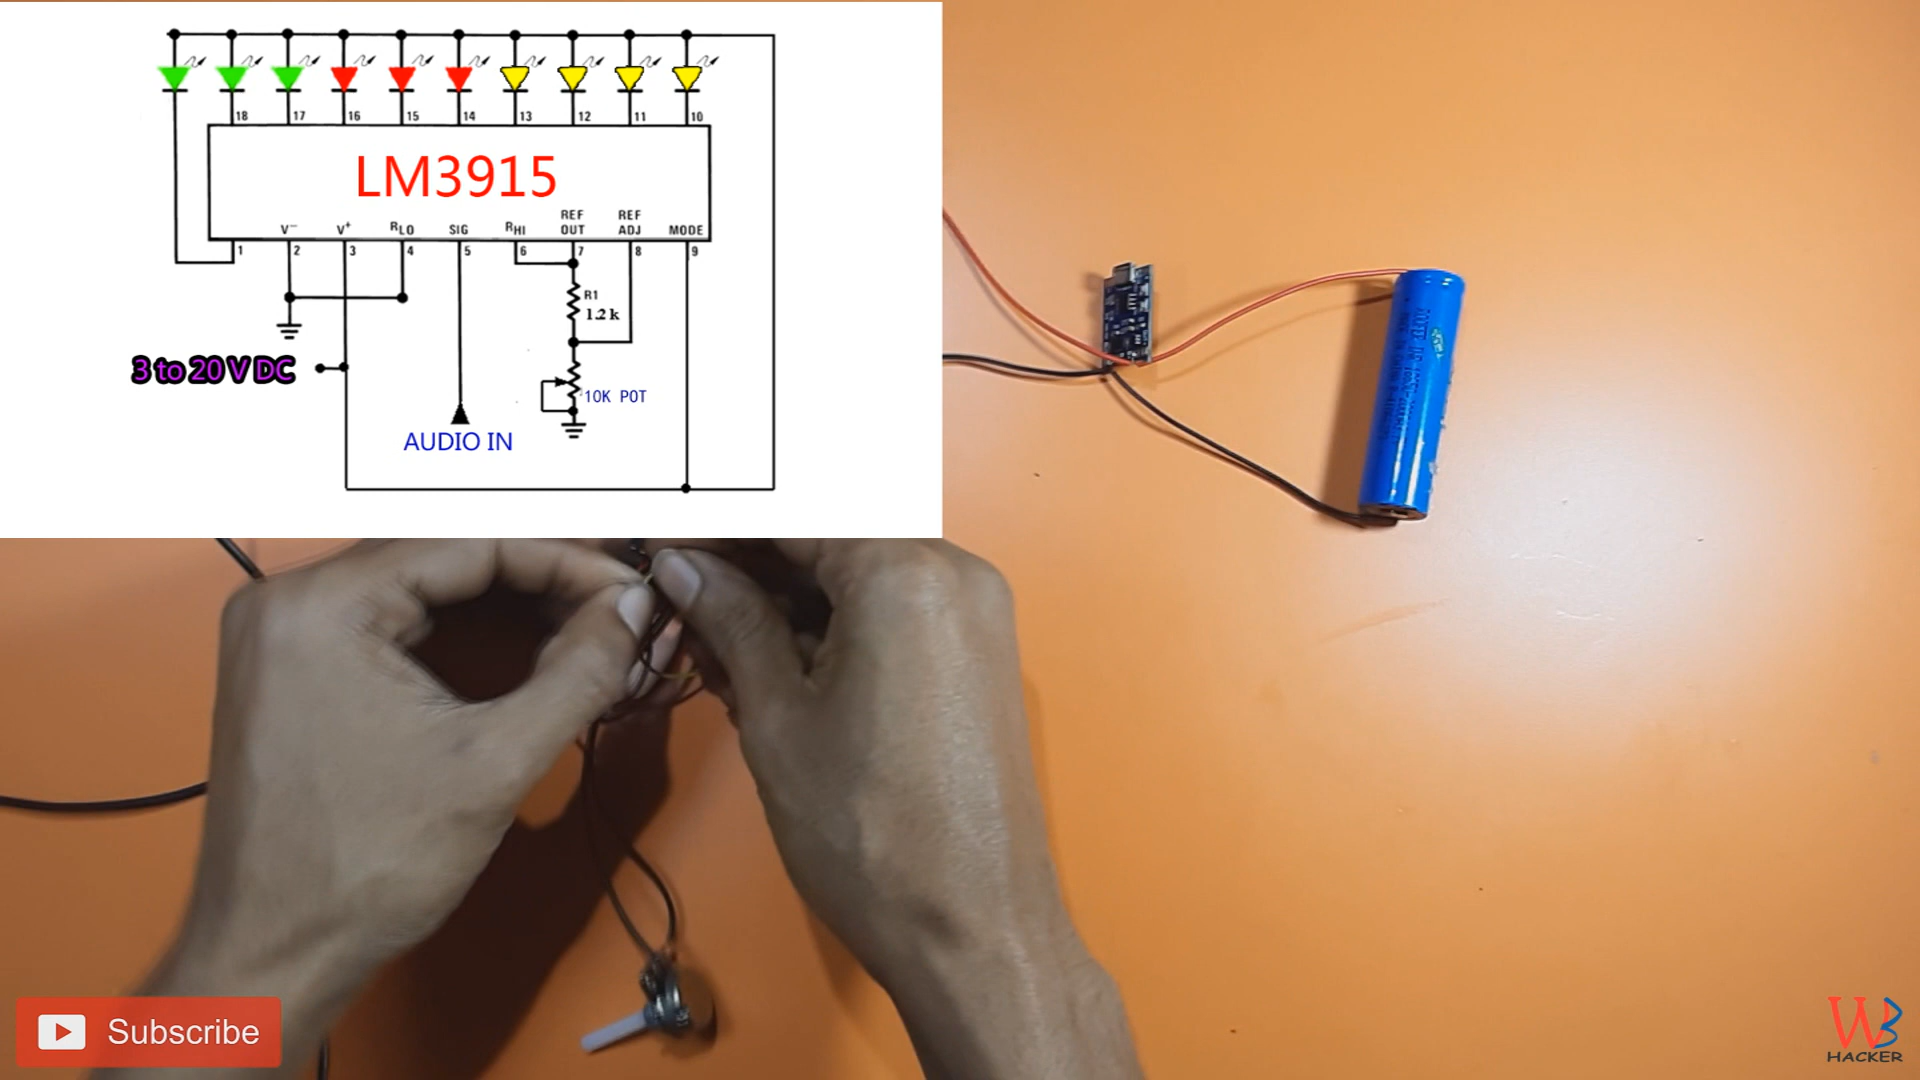 18 17 16 15 14 13 12 11 10
LM3915
V− V+ RLO SIG RHI REF OUT REF ADJ MODE
1 2 3 4 5 6 7 8 9
R1
1.2 k
3 to 20 V DC
10K POT
AUDIO IN
Subscribe
WB
HACKER